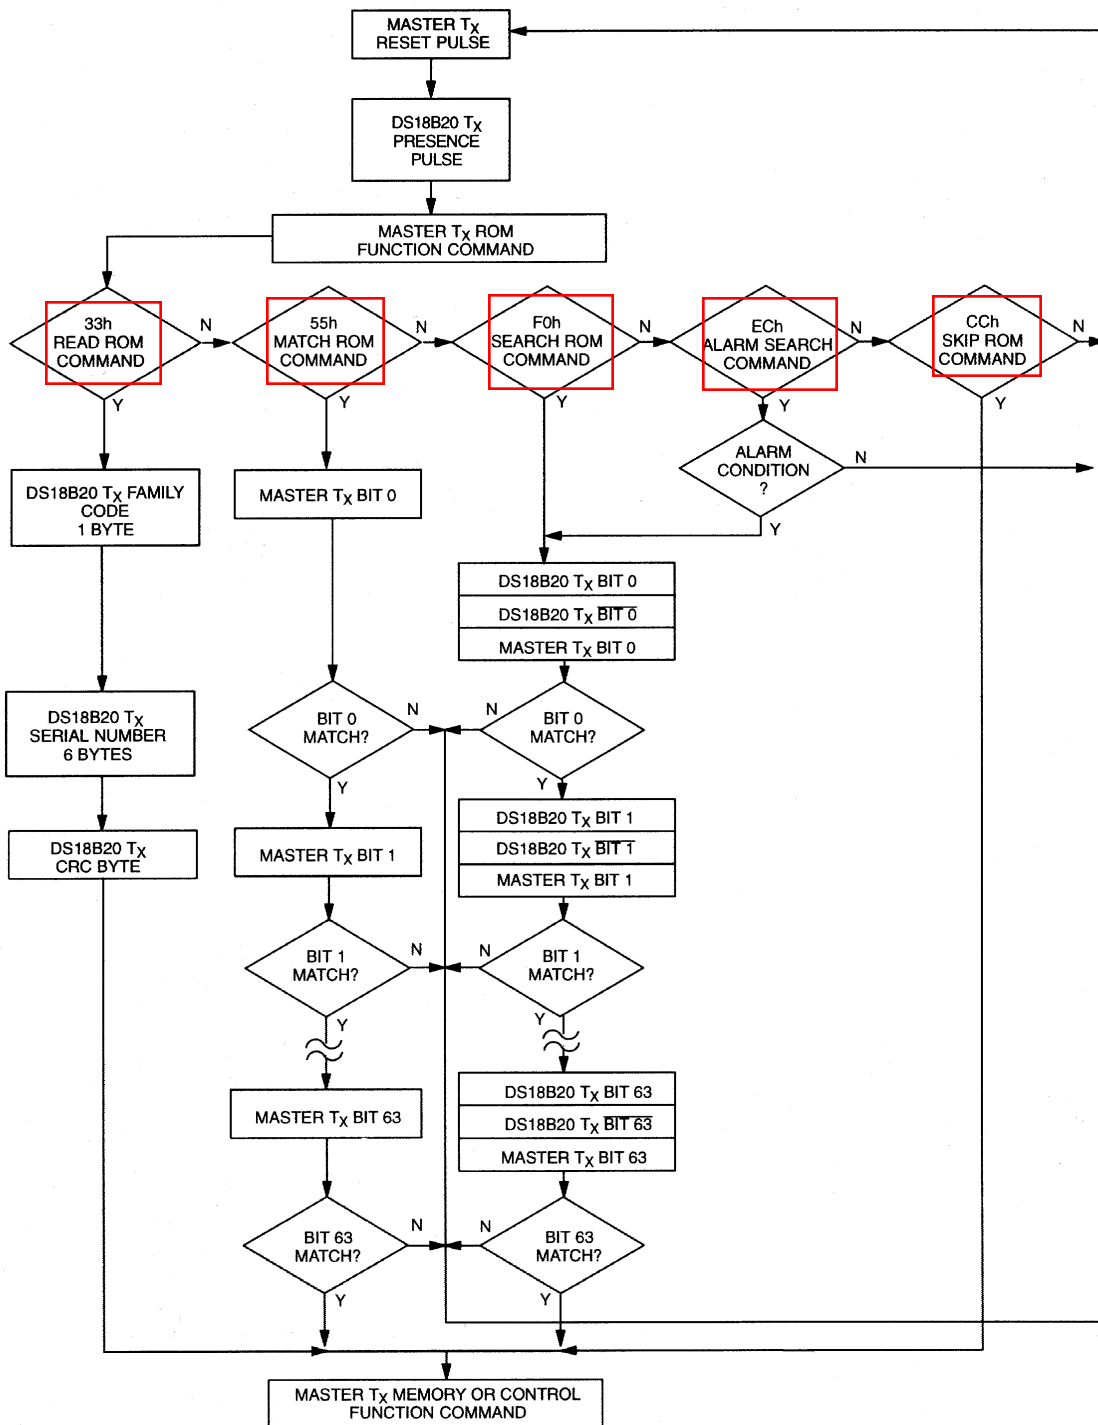 MASTER TX
RESET PULSE
DS18B20 TX
PRESENCE
PULSE
MASTER TX ROM
FUNCTION COMMAND
33h
READ ROM
COMMAND
N
Y
55h
MATCH ROM
COMMAND
N
Y
F0h
SEARCH ROM
COMMAND
N
Y
ECh
ALARM SEARCH
COMMAND
N
Y
CCh
SKIP ROM
COMMAND
N
Y
ALARM
CONDITION
?
N
Y
DS18B20 TX FAMILY
CODE
1 BYTE
DS18B20 TX
SERIAL NUMBER
6 BYTES
DS18B20 TX
CRC BYTE
MASTER TX BIT 0
BIT 0
MATCH?
N
Y
MASTER TX BIT 1
BIT 1
MATCH?
N
Y
MASTER TX BIT 63
BIT 63
MATCH?
N
Y
DS18B20 TX BIT 0
DS18B20 TX BIT 0
MASTER TX BIT 0
BIT 0
MATCH?
N
Y
DS18B20 TX BIT 1
DS18B20 TX BIT 1
MASTER TX BIT 1
BIT 1
MATCH?
N
Y
DS18B20 TX BIT 63
DS18B20 TX BIT 63
MASTER TX BIT 63
BIT 63
MATCH?
N
Y
MASTER TX MEMORY OR CONTROL
FUNCTION COMMAND